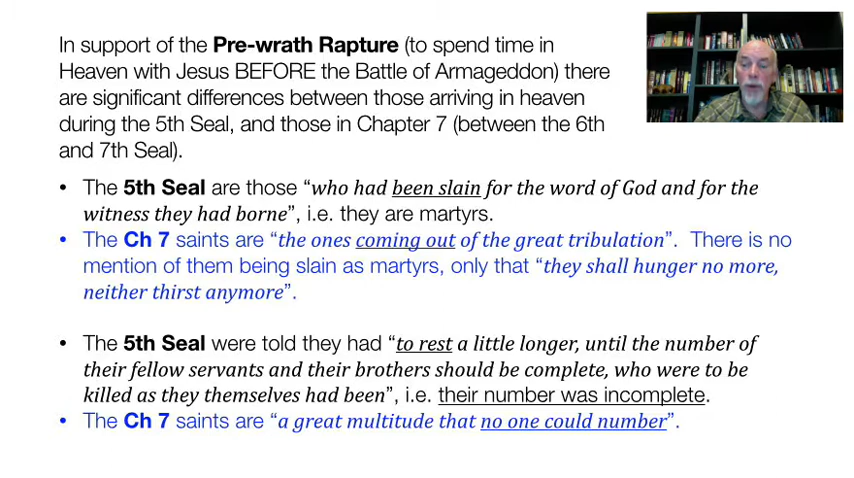 In support of the Pre-wrath Rapture (to spend time in
Heaven with Jesus BEFORE the Battle of Armageddon) there
are significant differences between those arriving in heaven
during the 5th Seal, and those in Chapter 7 (between the 6th
and 7th Seal).
• The 5th Seal are those “who had been slain for the word of God and for the
witness they had borne”, i.e. they are martyrs.
• The Ch 7 saints are “the ones coming out of the great tribulation”. There is no
mention of them being slain as martyrs, only that “they shall hunger no more,
neither thirst anymore”.
• The 5th Seal were told they had “to rest a little longer, until the number of
their fellow servants and their brothers should be complete, who were to be
killed as they themselves had been”, i.e. their number was incomplete.
• The Ch 7 saints are “a great multitude that no one could number”.